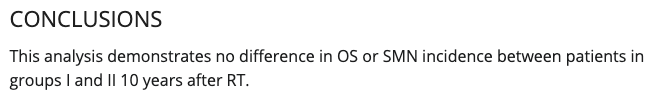 CONCLUSIONS
This analysis demonstrates no difference in OS or SMN incidence between patients in
groups I and II 10 years after RT.